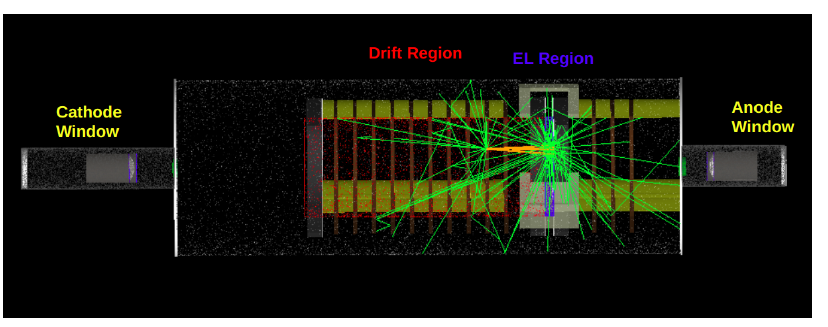 Drift Region
EL Region
Cathode
Window
Anode
Window